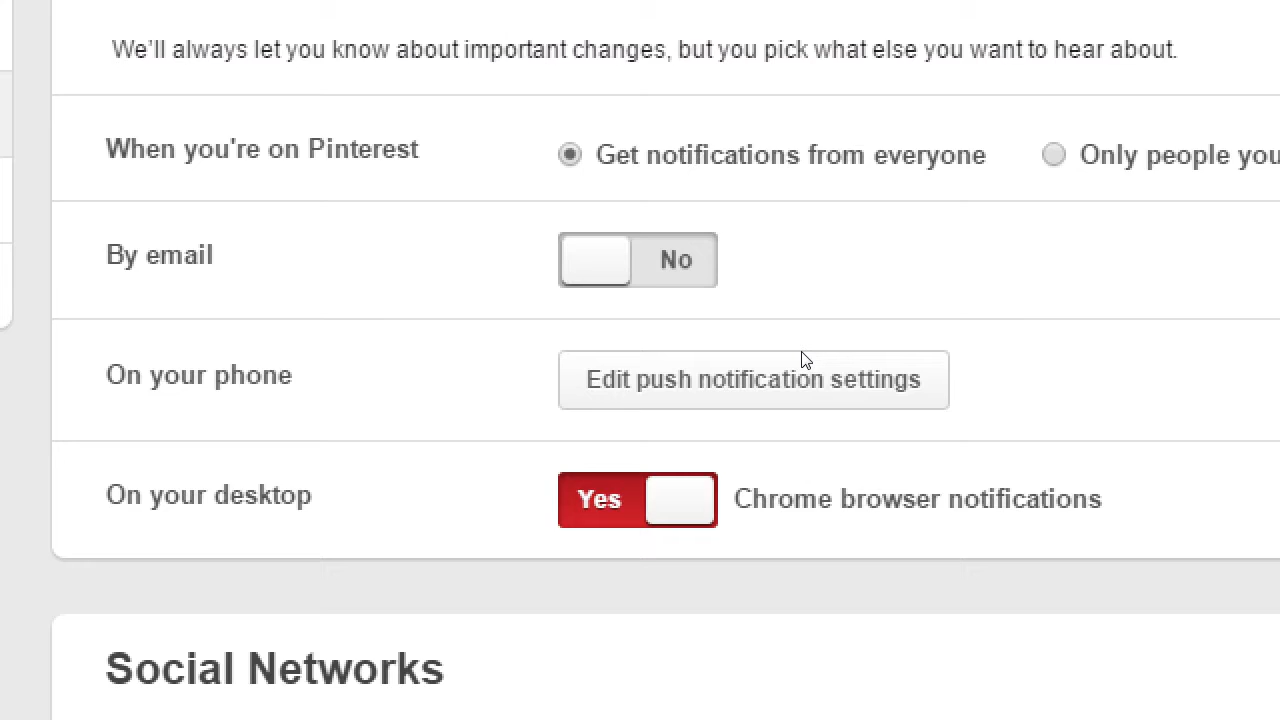 We'll always let you know about important changes, but you pick what else you want to hear about.
When you're on Pinterest
Get notifications from everyone
Only people you
By email
No
On your phone
Edit push notification settings
On your desktop
Yes
Chrome browser notifications
Social Networks